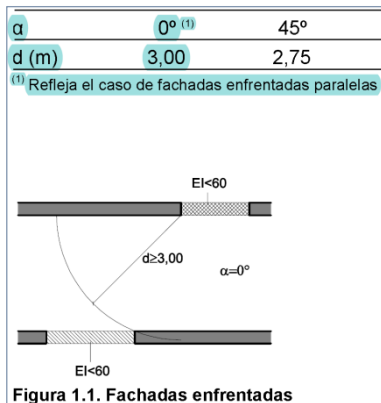 α 0º (1) 45º
d (m) 3,00 2,75
(1) Refleja el caso de fachadas enfrentadas paralelas
EI<60
d≥3,00
α=0°
EI<60
Figura 1.1. Fachadas enfrentadas